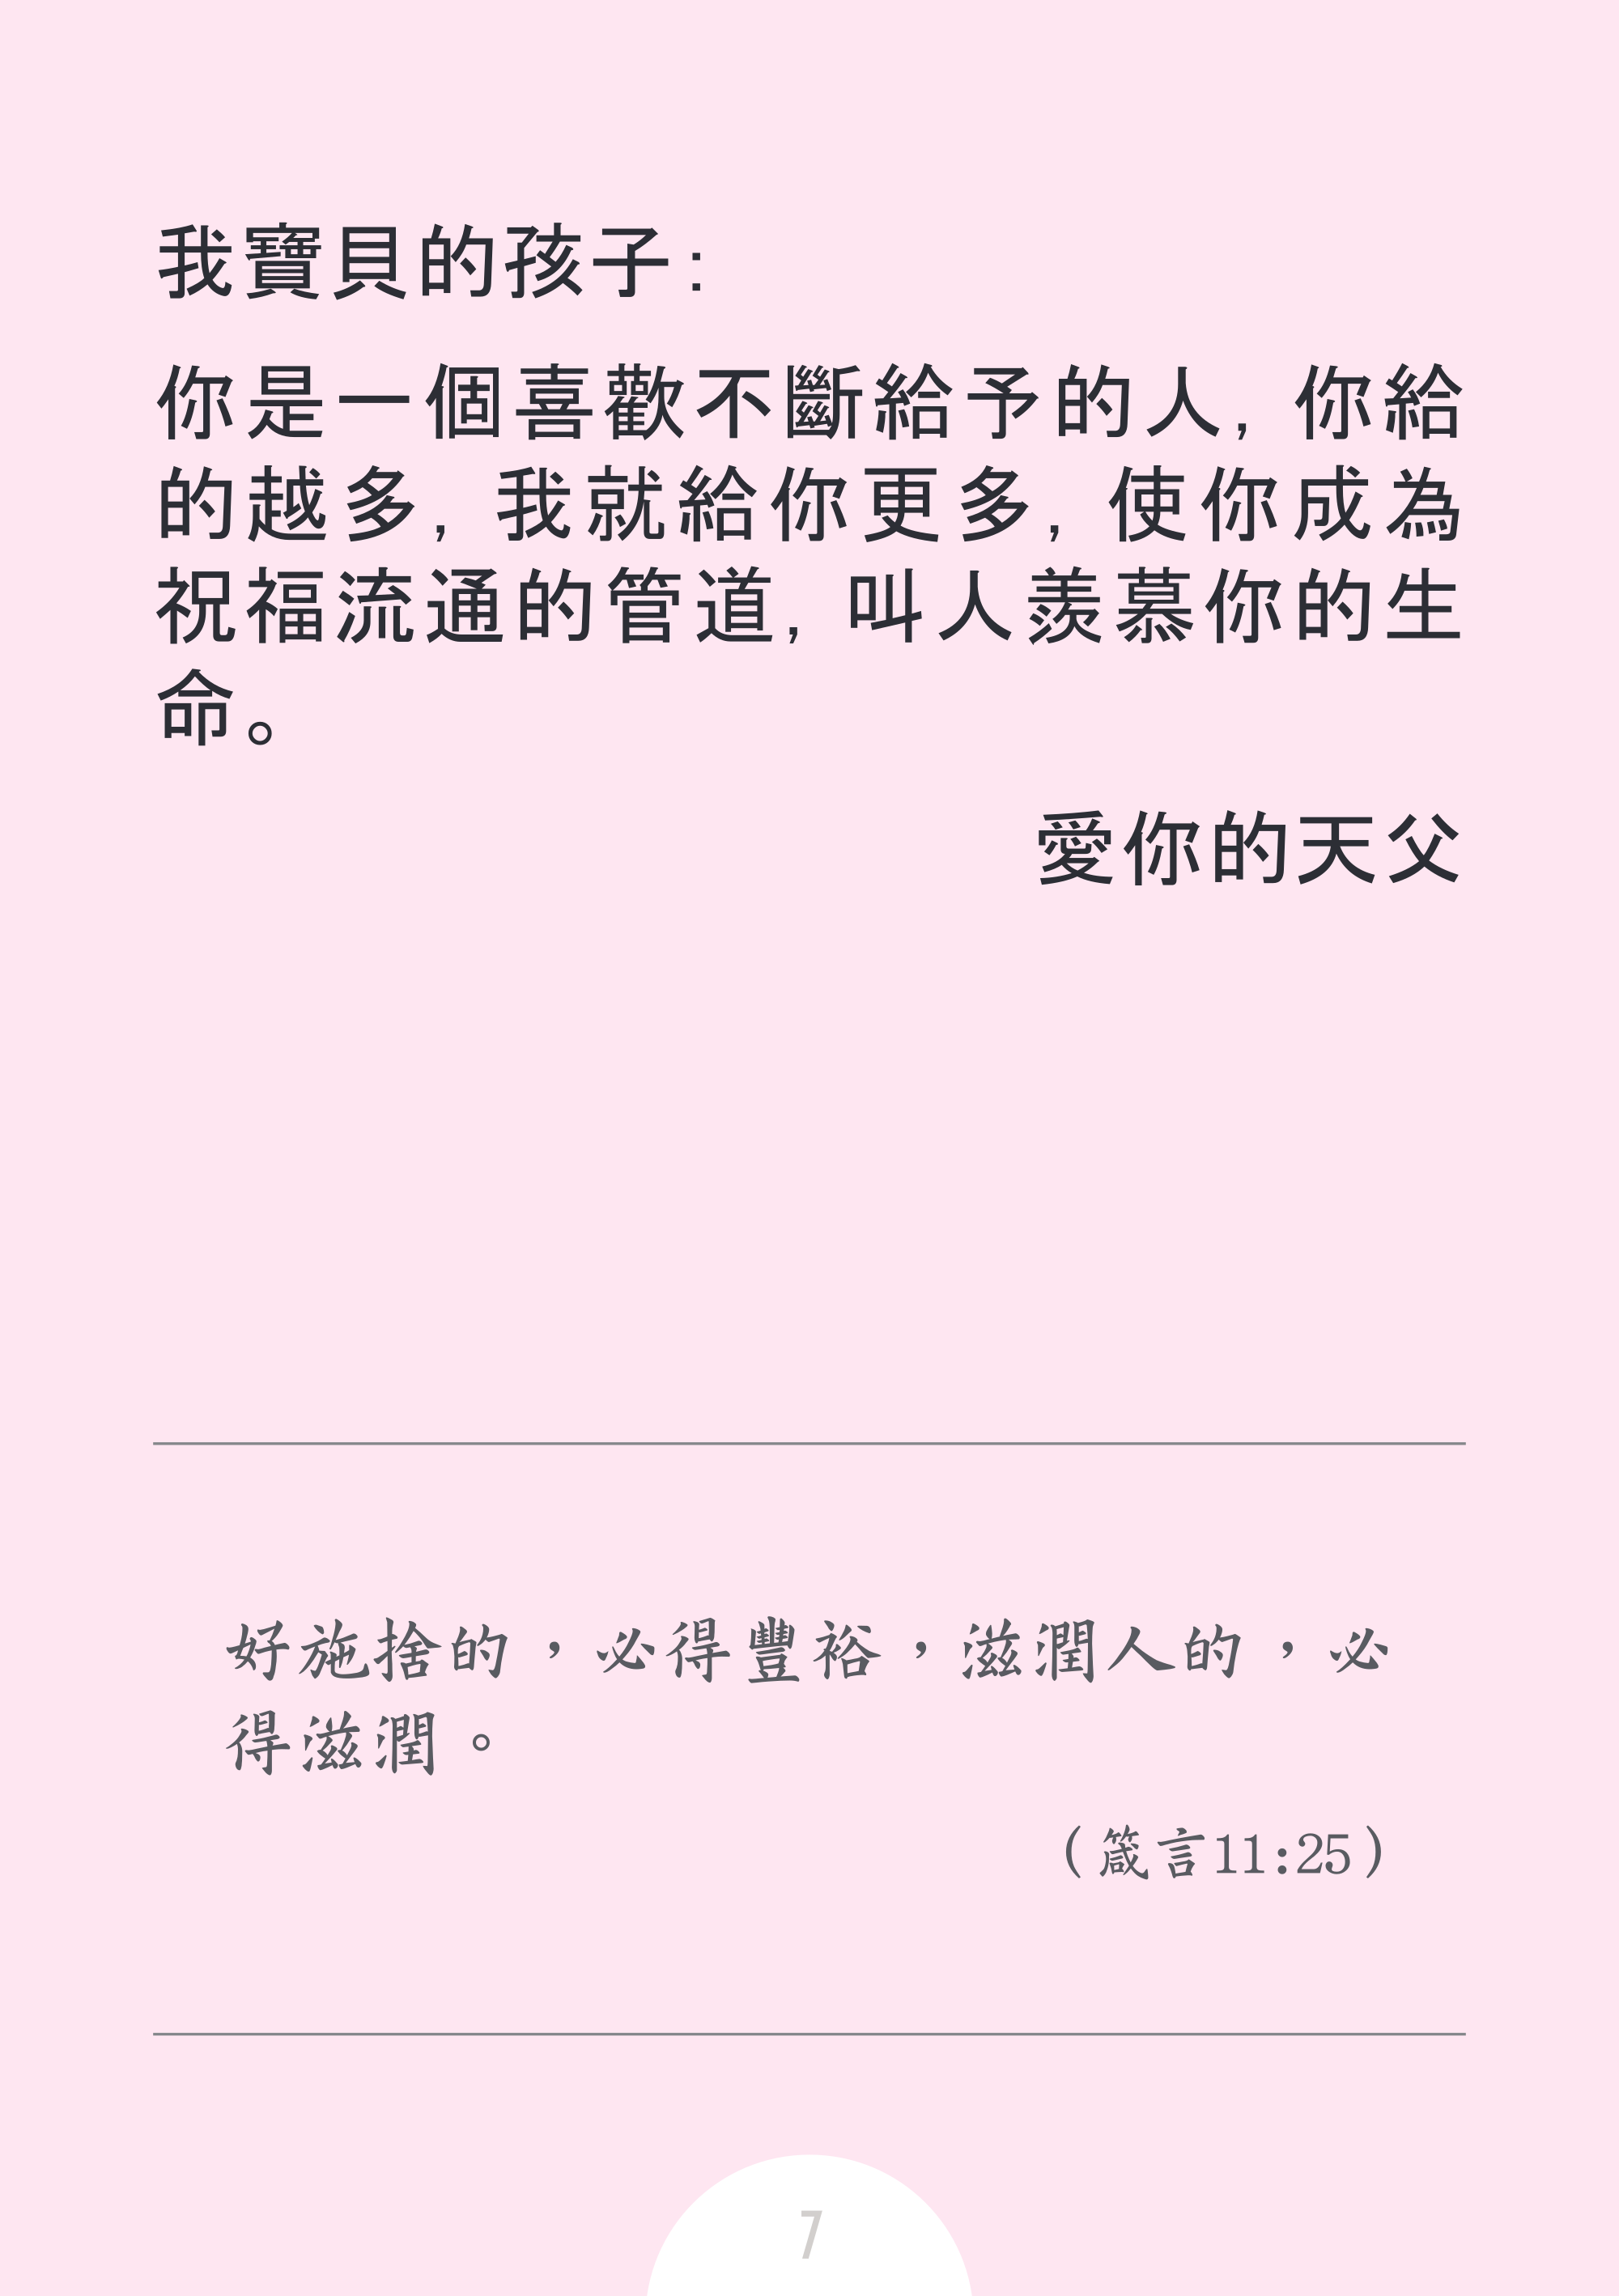 我寶貝的孩子：
你是一個喜歡不斷給予的人，你給
的越多，我就給你更多，使你成為
祝福流通的管道，叫人羨慕你的生
命。
愛你的天父
好施捨的，必得豐裕，滋潤人的，必
得滋潤。
（箴言11:25）
7